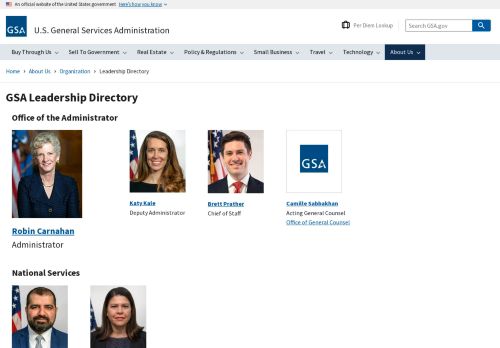 An official website of the United States government Here's how you know
GSA U.S. General Services Administration
Per Diem Lookup
Search GSA.gov
Buy Through Us Sell To Government Real Estate Policy & Regulations Small Business Travel Technology About Us
Home › About Us › Organization › Leadership Directory
GSA Leadership Directory
Office of the Administrator
GSA
Robin Carnahan
Administrator
Katy Kale
Deputy Administrator
Brett Prather
Chief of Staff
Camille Sabbakhan
Acting General Counsel
Office of General Counsel
National Services